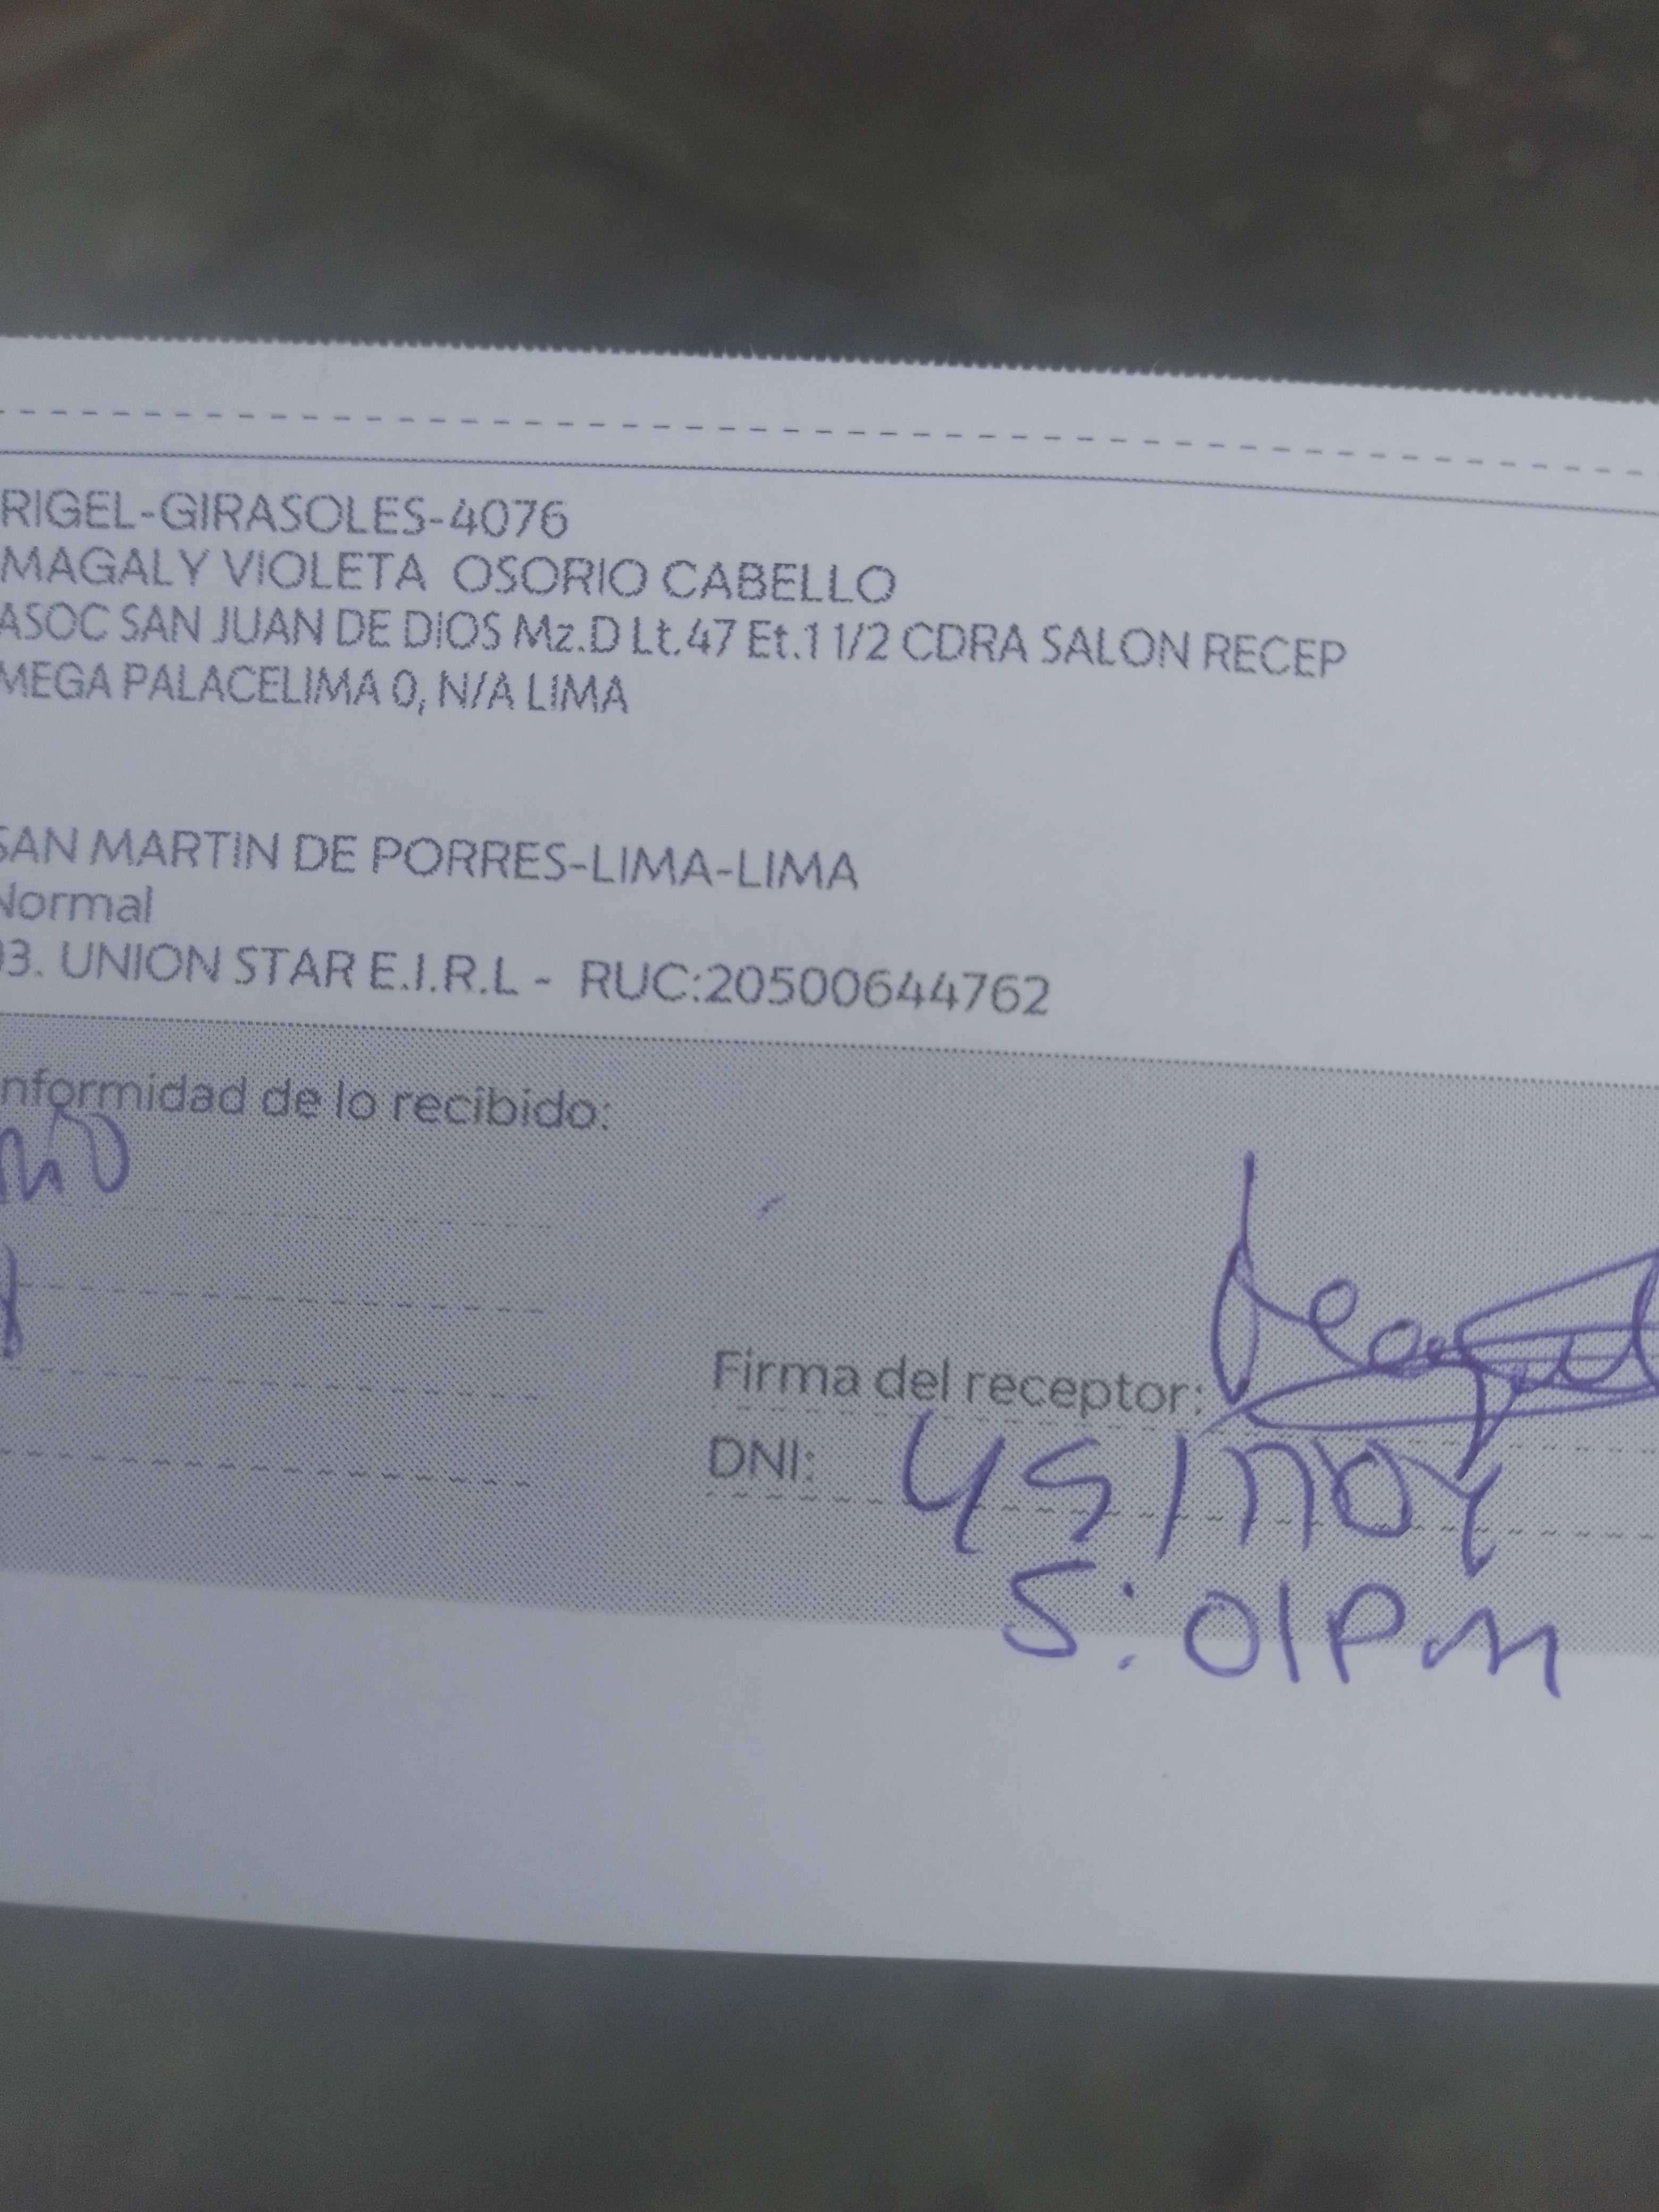 RIGEL-GIRASOLES-4076
MAGALY VIOLETA OSORIO CABELLO
ASOC SAN JUAN DE DIOS Mz.D Lt.47 Et.1 1/2 CDRA SALON RECEP
MEGA PALACELIMA 0, N/A LIMA
SAN MARTIN DE PORRES-LIMA-LIMA
Normal
03. UNION STAR E.I.R.L - RUC:20500644762
nformidad de lo recibido:
Firma del receptor:
DNI:
5:01PM